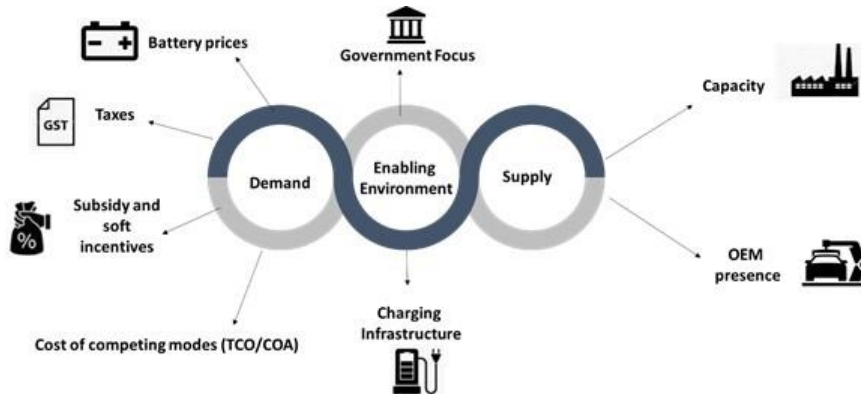 Battery prices
Government Focus
Capacity
GST
Taxes
Demand
Enabling
Environment
Supply
Subsidy and
soft
incentives
%
OEM
presence
Charging
Infrastructure
Cost of competing modes (TCO/COA)